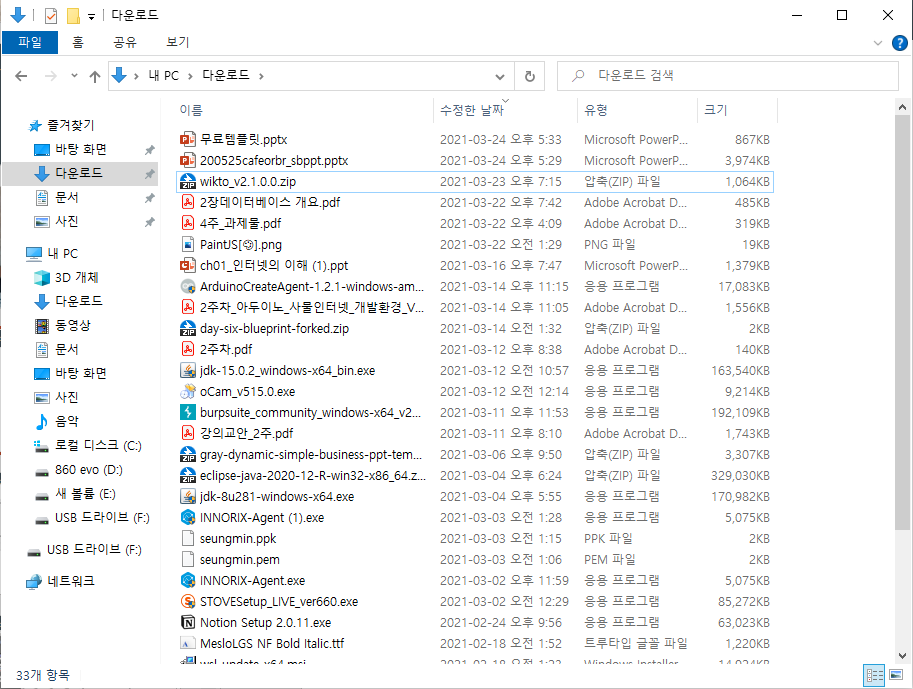 다운로드
파일 홈 공유 보기
내 PC 다운로드 다운로드 검색
즐겨찾기
바탕 화면
다운로드
문서
사진
내 PC
3D 개체
다운로드
동영상
문서
바탕 화면
사진
음악
로컬 디스크 (C:)
860 evo (D:)
새 볼륨 (E:)
USB 드라이브 (F:)
USB 드라이브 (F:)
네트워크
이름 수정한 날짜 유형 크기
무료템플릿.pptx 2021-03-24 오후 5:33 Microsoft PowerP... 867KB
200525cafeorbr_sbppt.pptx 2021-03-24 오후 5:29 Microsoft PowerP... 3,974KB
wikto_v2.1.0.0.zip 2021-03-23 오후 7:15 압축(ZIP) 파일 1,064KB
2장데이터베이스 개요.pdf 2021-03-22 오후 7:42 Adobe Acrobat D... 485KB
4주_과제물.pdf 2021-03-22 오후 4:09 Adobe Acrobat D... 319KB
PaintJS[].png 2021-03-22 오전 1:29 PNG 파일 19KB
ch01_인터넷의 이해 (1).ppt 2021-03-16 오후 7:47 Microsoft PowerP... 1,379KB
ArduinoCreateAgent-1.2.1-windows-am... 2021-03-14 오후 11:15 응용 프로그램 17,083KB
2주차_아두이노_사물인터넷_개발환경_V... 2021-03-14 오후 11:05 Adobe Acrobat D... 1,556KB
day-six-blueprint-forked.zip 2021-03-14 오전 1:32 압축(ZIP) 파일 2KB
2주차.pdf 2021-03-12 오후 8:38 Adobe Acrobat D... 140KB
jdk-15.0.2_windows-x64_bin.exe 2021-03-12 오전 10:57 응용 프로그램 163,540KB
oCam_v515.0.exe 2021-03-12 오전 12:14 응용 프로그램 9,214KB
burpsuite_community_windows-x64_v2... 2021-03-11 오후 11:53 응용 프로그램 192,109KB
강의교안_2주.pdf 2021-03-11 오후 8:10 Adobe Acrobat D... 1,743KB
gray-dynamic-simple-business-ppt-tem... 2021-03-06 오후 9:50 압축(ZIP) 파일 3,307KB
eclipse-java-2020-12-R-win32-x86_64.z... 2021-03-04 오후 6:24 압축(ZIP) 파일 329,030KB
jdk-8u281-windows-x64.exe 2021-03-04 오후 5:55 응용 프로그램 170,982KB
INNORIX-Agent (1).exe 2021-03-03 오전 1:28 응용 프로그램 5,075KB
seungmin.ppk 2021-03-03 오전 1:15 PPK 파일 2KB
seungmin.pem 2021-03-03 오전 1:06 PEM 파일 2KB
INNORIX-Agent.exe 2021-03-02 오후 11:59 응용 프로그램 5,075KB
STOVESetup_LIVE_ver660.exe 2021-03-02 오전 12:29 응용 프로그램 85,272KB
Notion Setup 2.0.11.exe 2021-02-24 오후 9:56 응용 프로그램 63,023KB
MesloLGS NF Bold Italic.ttf 2021-02-18 오전 1:52 트루타입 글꼴 파일 1,220KB
33개 항목